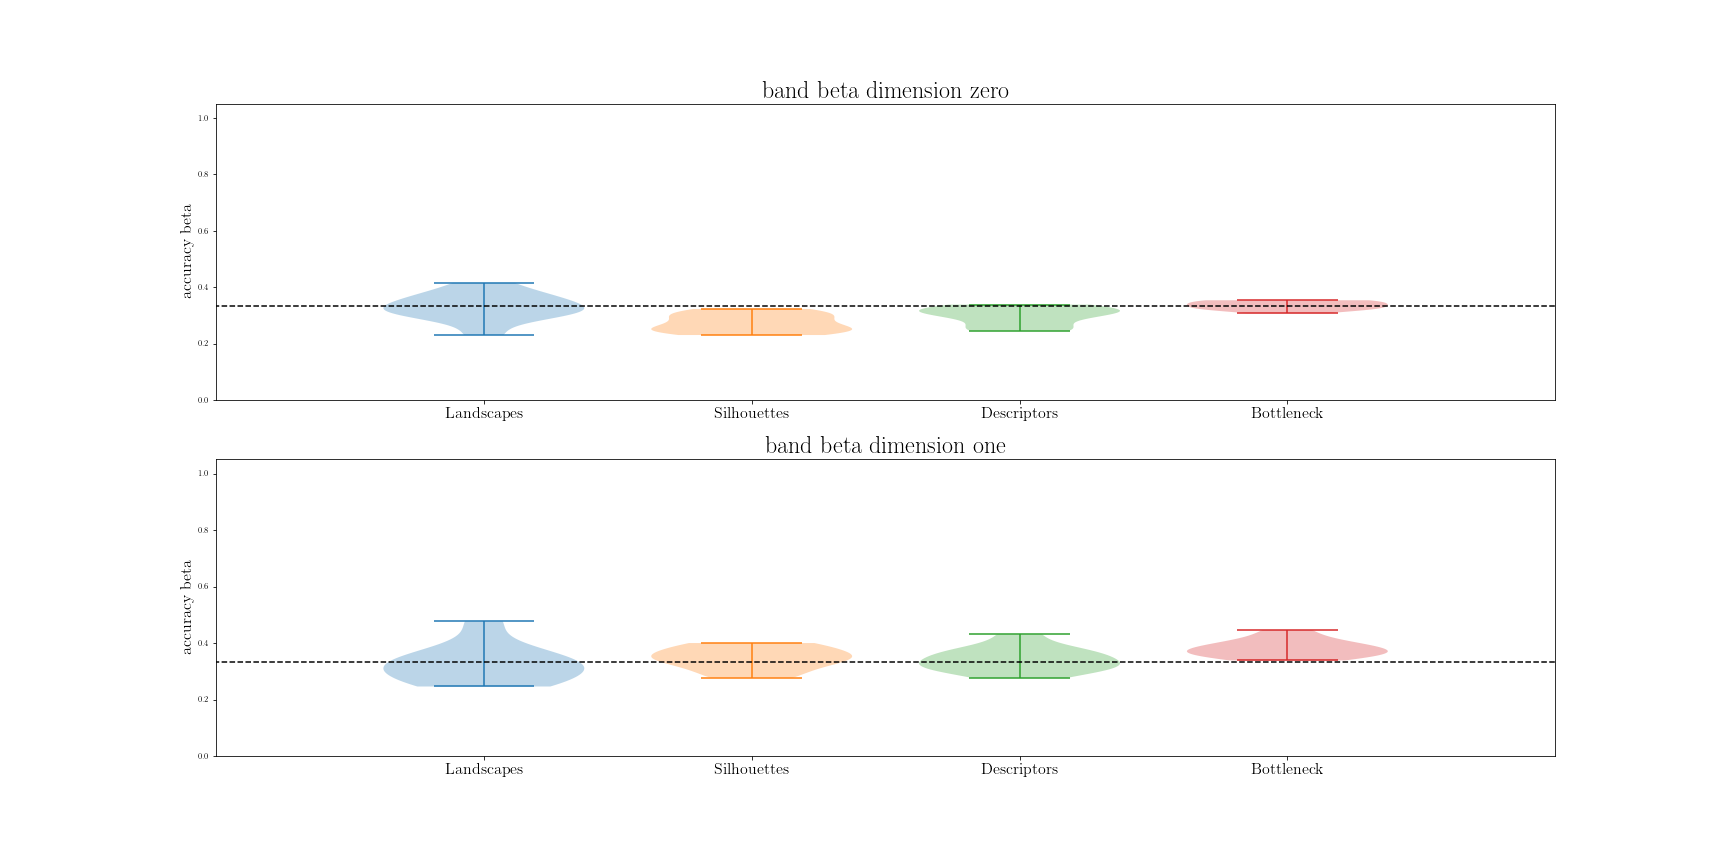 band beta dimension zero
1.0
0.8
0.6
0.4
0.2
0.0
accuracy beta
Landscapes Silhouettes Descriptors Bottleneck
band beta dimension one
1.0
0.8
0.6
0.4
0.2
0.0
accuracy beta
Landscapes Silhouettes Descriptors Bottleneck